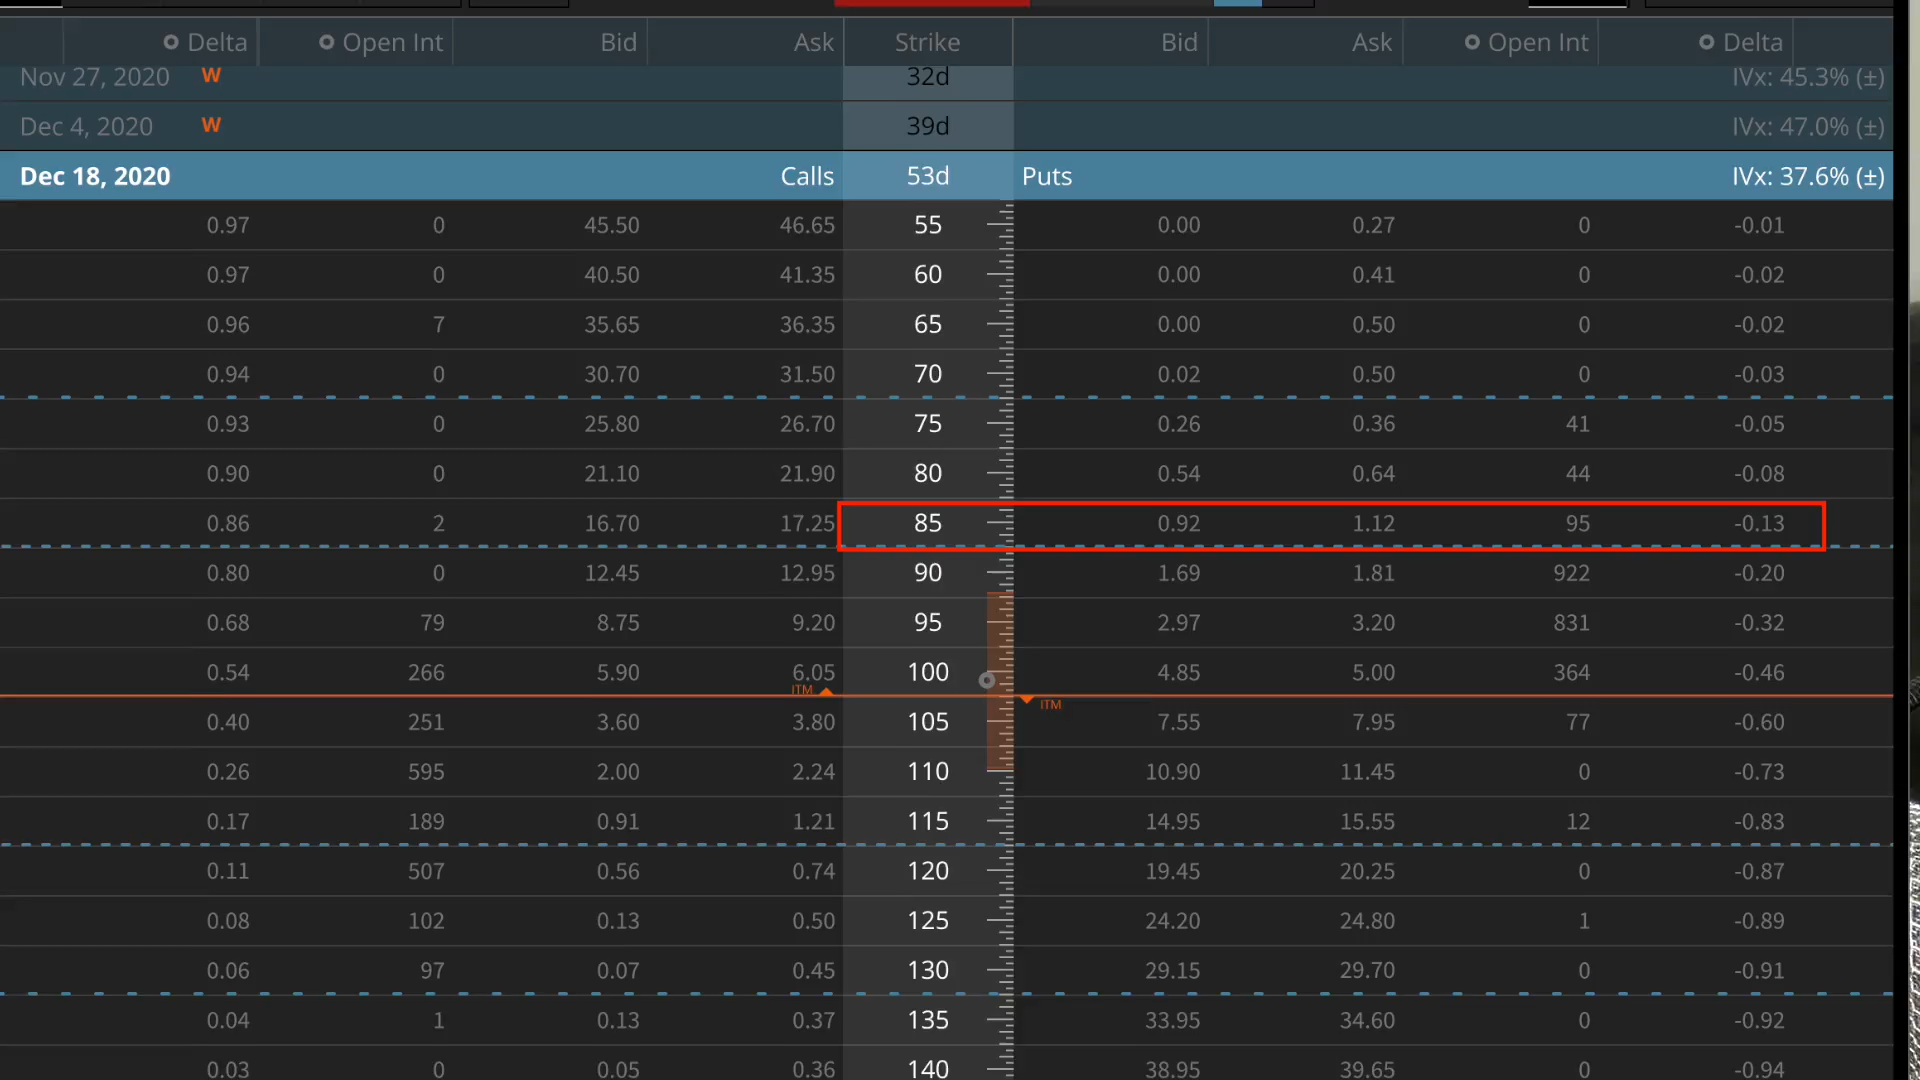 Delta Open Int Bid Ask Strike Bid Ask Open Int Delta
Nov 27, 2020 W 32d IVx: 45.3% (±)
Dec 4, 2020 W 39d IVx: 47.0% (±)
Dec 18, 2020 Calls 53d Puts IVx: 37.6% (±)
0.97 0 45.50 46.65 55 0.00 0.27 0 -0.01
0.97 0 40.50 41.35 60 0.00 0.41 0 -0.02
0.96 7 35.65 36.35 65 0.00 0.50 0 -0.02
0.94 0 30.70 31.50 70 0.02 0.50 0 -0.03
0.93 0 25.80 26.70 75 0.26 0.36 41 -0.05
0.90 0 21.10 21.90 80 0.54 0.64 44 -0.08
0.86 2 16.70 17.25 85 0.92 1.12 95 -0.13
0.80 0 12.45 12.95 90 1.69 1.81 922 -0.20
0.68 79 8.75 9.20 95 2.97 3.20 831 -0.32
0.54 266 5.90 6.05 100 4.85 5.00 364 -0.46
ITM ITM
0.40 251 3.60 3.80 105 7.55 7.95 77 -0.60
0.26 595 2.00 2.24 110 10.90 11.45 0 -0.73
0.17 189 0.91 1.21 115 14.95 15.55 12 -0.83
0.11 507 0.56 0.74 120 19.45 20.25 0 -0.87
0.08 102 0.13 0.50 125 24.20 24.80 1 -0.89
0.06 97 0.07 0.45 130 29.15 29.70 0 -0.91
0.04 1 0.13 0.37 135 33.95 34.60 0 -0.92
0.03 0 0.05 0.36 140 38.95 39.65 0 -0.94